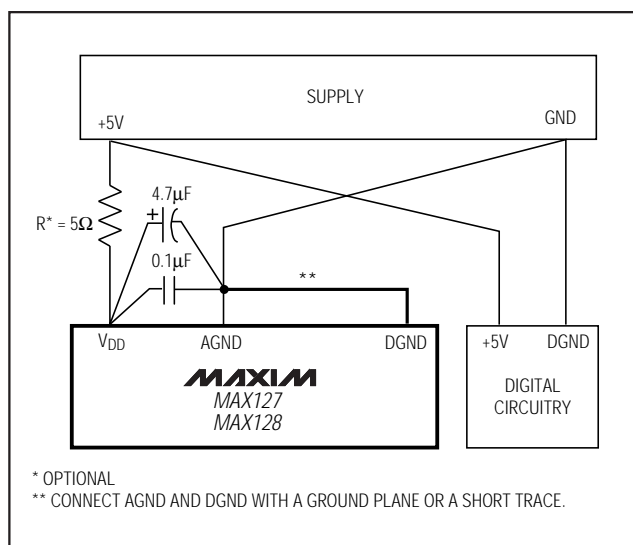 SUPPLY
+5V
GND
4.7µF
+
R* = 5Ω
0.1µF
**
VDD
AGND
DGND
+5V
DGND
MAXIM
MAX127
MAX128
DIGITAL
CIRCUITRY
* OPTIONAL
** CONNECT AGND AND DGND WITH A GROUND PLANE OR A SHORT TRACE.